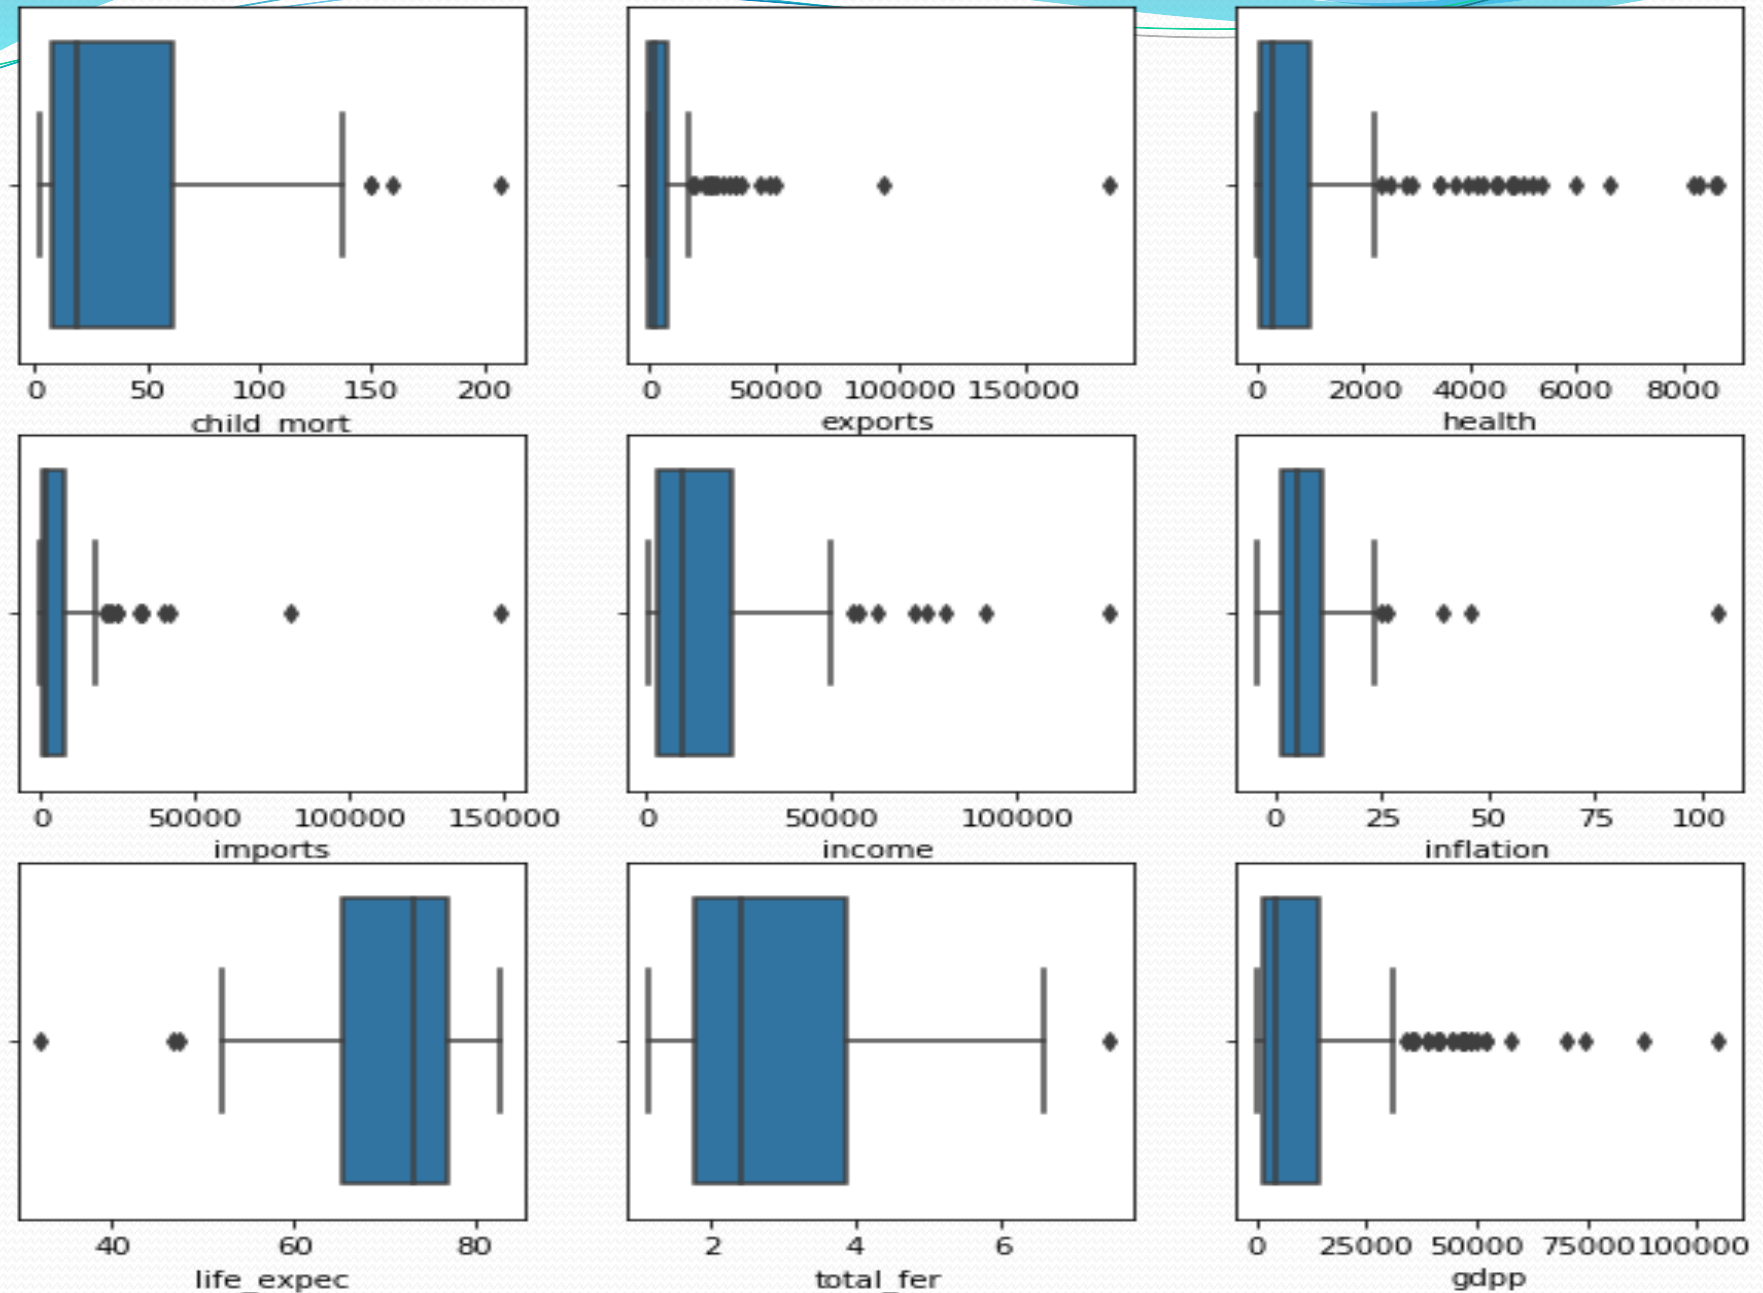 0 50 100 150 200
child_mort
0 50000 100000 150000
exports
0 2000 4000 6000 8000
health
0 50000 100000 150000
imports
0 50000 100000
income
0 25 50 75 100
inflation
40 60 80
life_expec
2 4 6
total_fer
0 25000 50000 75000 100000
gdpp